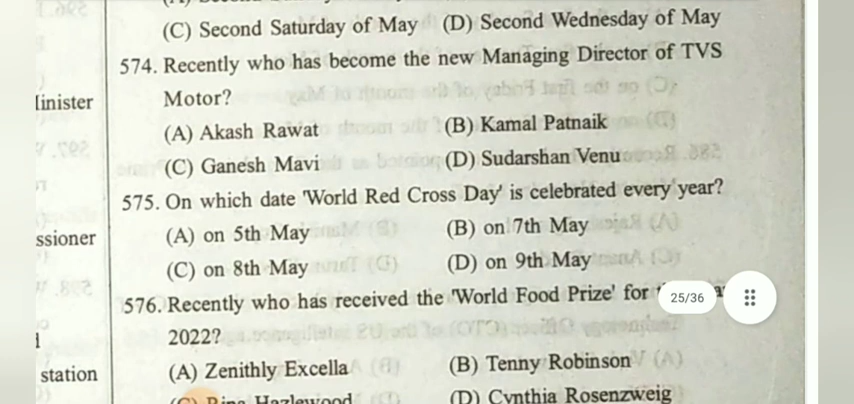 (C) Second Saturday of May (D) Second Wednesday of May
574. Recently who has become the new Managing Director of TVS
Motor?
(A) Akash Rawat (B) Kamal Patnaik
(C) Ganesh Mavi (D) Sudarshan Venu
575. On which date 'World Red Cross Day' is celebrated every year?
(A) on 5th May (B) on 7th May
(C) on 8th May (D) on 9th May
576. Recently who has received the 'World Food Prize' for
2022?
(A) Zenithly Excella (B) Tenny Robinson
Hazlewood (D) Cynthia Rosenzweig
linister
ssioner
station
25/36